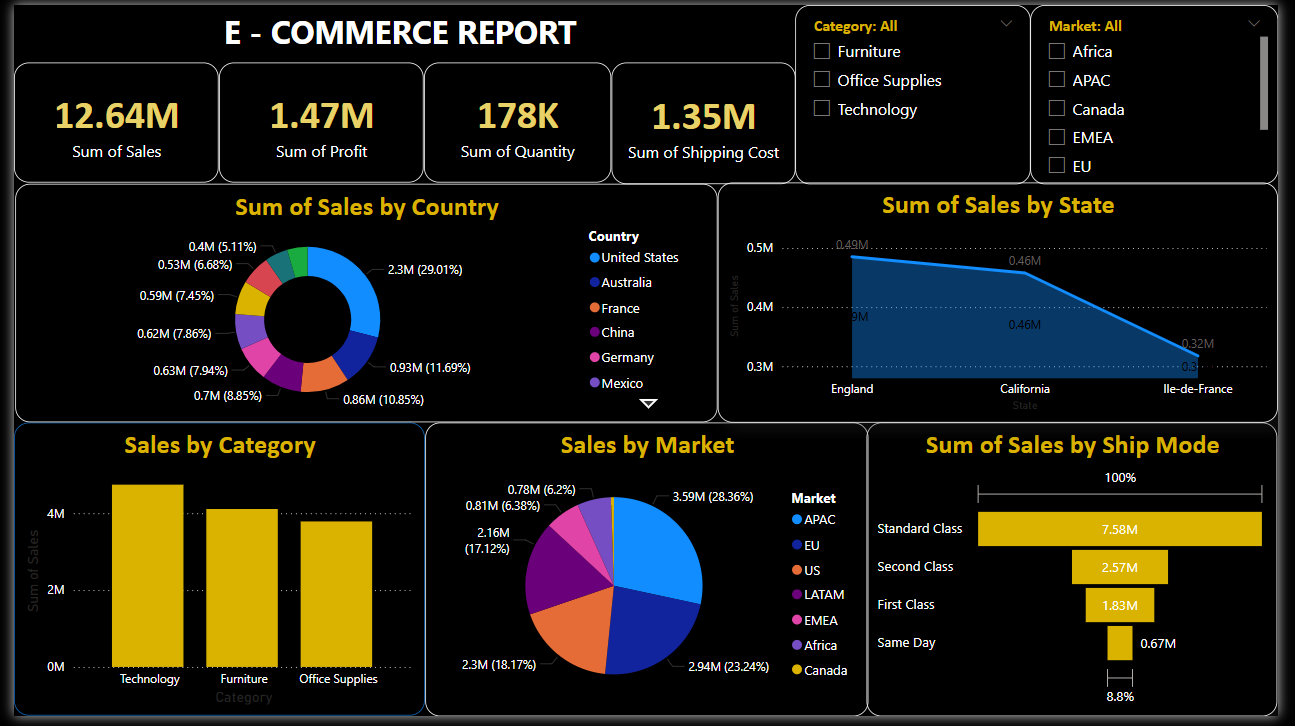 E - COMMERCE REPORT
Category: All
Furniture
Office Supplies
Technology
Market: All
Africa
APAC
Canada
EMEA
EU
12.64M
Sum of Sales
1.47M
Sum of Profit
178K
Sum of Quantity
1.35M
Sum of Shipping Cost
Sum of Sales by Country
0.4M (5.11%)
0.53M (6.68%)
0.59M (7.45%)
0.62M (7.86%)
0.63M (7.94%)
0.7M (8.85%)
2.3M (29.01%)
0.93M (11.69%)
0.86M (10.85%)
Country
United States
Australia
France
China
Germany
Mexico
Sum of Sales by State
Sum of Sales
0.5M
0.4M
0.3M
0.49M
0.46M
0.46M
0.32M
England
California
Ile-de-France
State
Sales by Category
Sum of Sales
4M
2M
0M
Technology
Furniture
Office Supplies
Category
Sales by Market
0.78M (6.2%)
0.81M (6.38%)
2.16M
(17.12%)
2.3M (18.17%)
3.59M (28.36%)
2.94M (23.24%)
Market
APAC
EU
US
LATAM
EMEA
Africa
Canada
Sum of Sales by Ship Mode
100%
Standard Class
7.58M
Second Class
2.57M
First Class
1.83M
Same Day
0.67M
8.8%